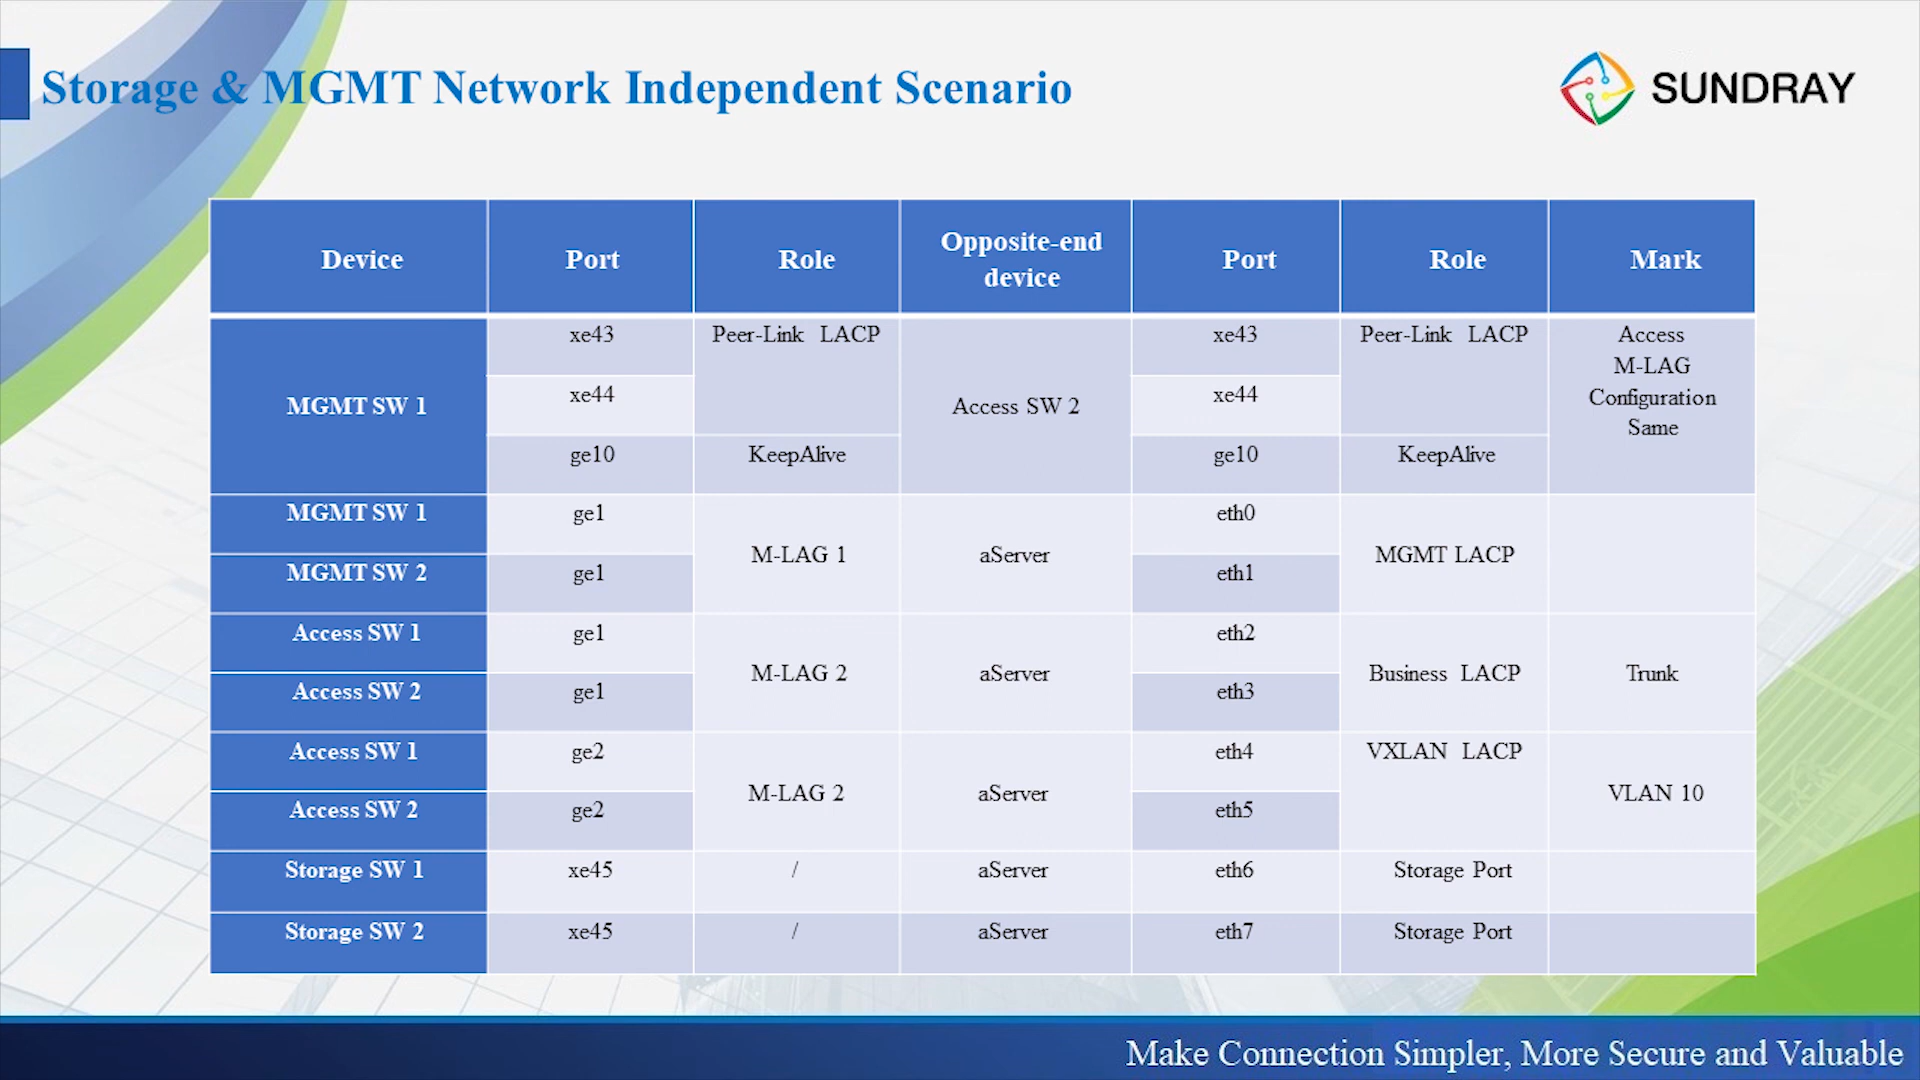 Storage & MGMT Network Independent Scenario
SUNDRAY
Device Port Role Opposite-end device Port Role Mark
MGMT SW 1 xe43 Peer-Link LACP Access SW 2 xe43 Peer-Link LACP Access M-LAG Configuration Same
xe44 xe44
ge10 KeepAlive ge10 KeepAlive
MGMT SW 1 ge1 M-LAG 1 aServer eth0 MGMT LACP
MGMT SW 2 ge1 eth1
Access SW 1 ge1 M-LAG 2 aServer eth2 Business LACP Trunk
Access SW 2 ge1 eth3
Access SW 1 ge2 M-LAG 2 aServer eth4 VXLAN LACP VLAN 10
Access SW 2 ge2 eth5
Storage SW 1 xe45 / aServer eth6 Storage Port
Storage SW 2 xe45 / aServer eth7 Storage Port
Make Connection Simpler, More Secure and Valuable